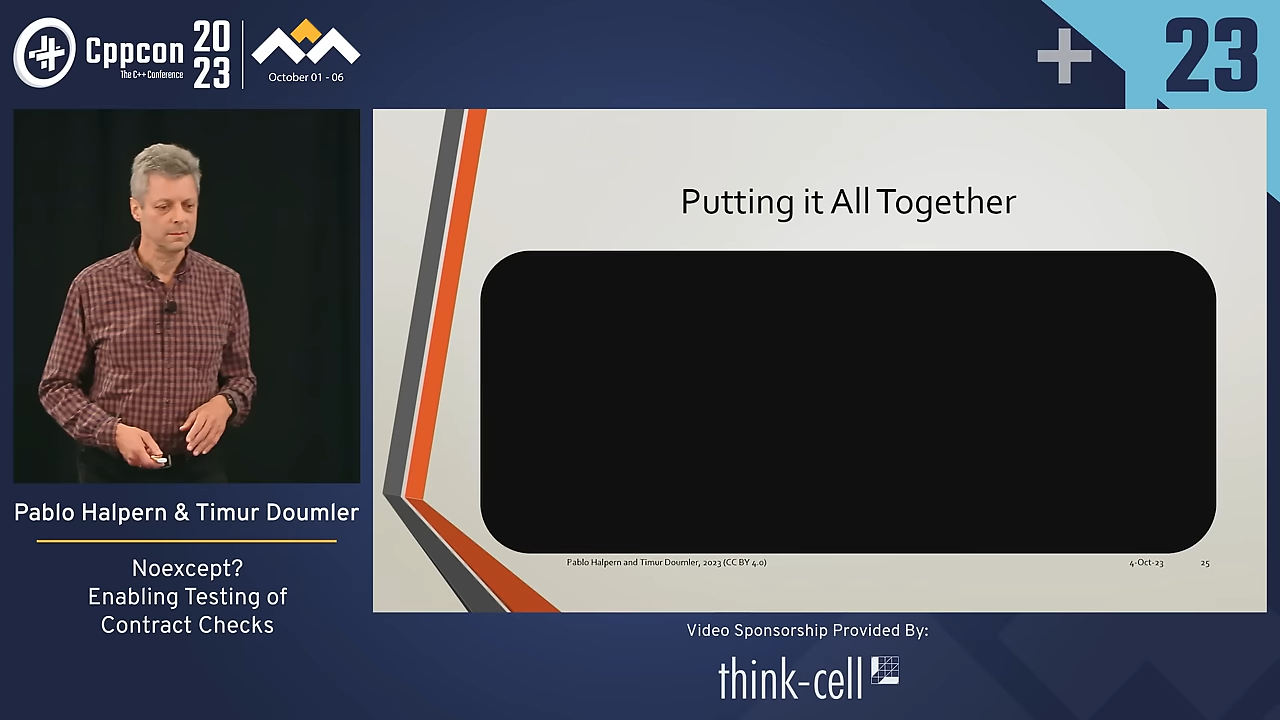 Cppcon
The C++ Conference
20
23
October 01 - 06
23
Putting it All Together
Pablo Halpern and Timur Doumler, 2023 (CC BY 4.0)
4-Oct-23
25
Pablo Halpern & Timur Doumler
Noexcept?
Enabling Testing of
Contract Checks
Video Sponsorship Provided By:
think-cell